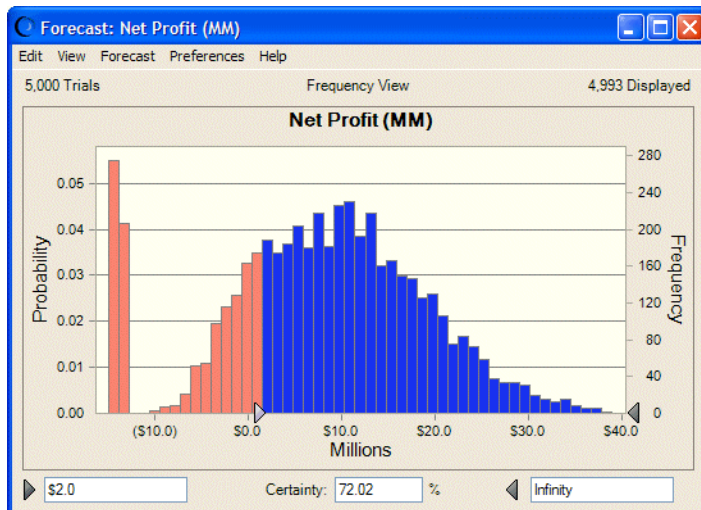 Forecast: Net Profit (MM)
Edit View Forecast Preferences Help
5,000 Trials Frequency View 4,993 Displayed
Net Profit (MM)
Probability
0.05
0.04
0.03
0.02
0.01
0.00
280
240
200
160
120
80
40
0
Frequency
($10.0) $0.0 $10.0 $20.0 $30.0 $40.0
Millions
$2.0 Certainty: 72.02 % Infinity